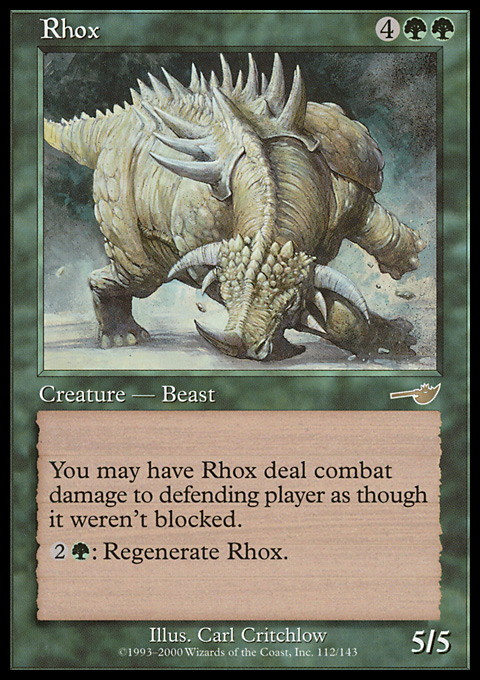 Rhox 4
Creature — Beast
You may have Rhox deal combat
damage to defending player as though
it weren't blocked.
2 : Regenerate Rhox.
Illus. Carl Critchlow
©1993–2000 Wizards of the Coast, Inc. 112/143
5/5